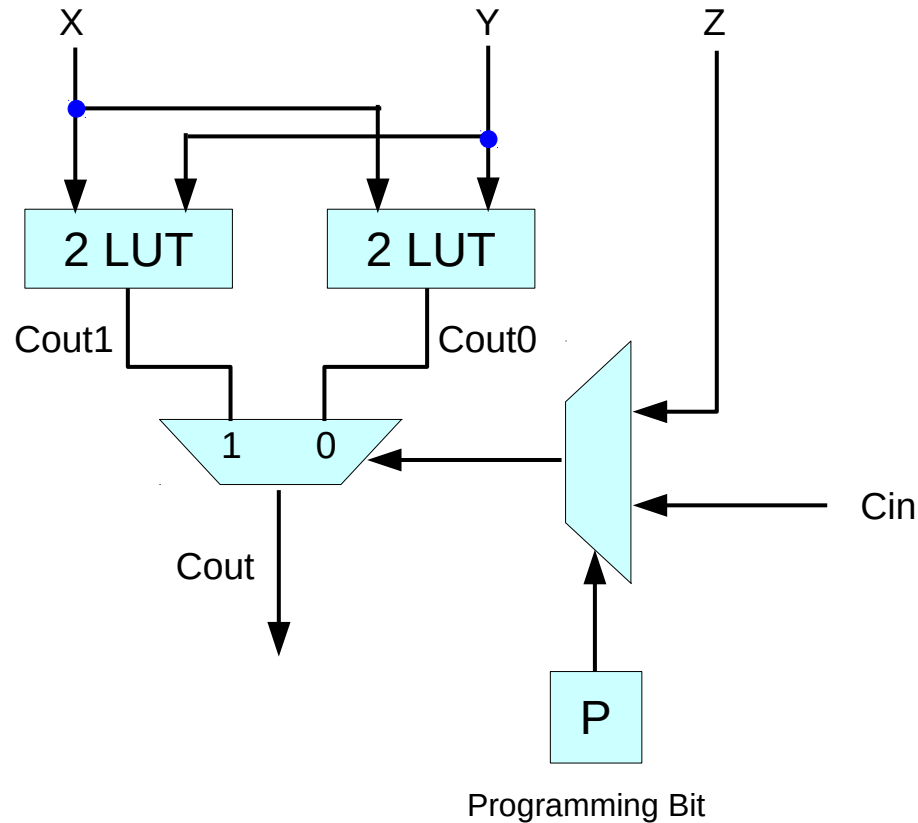 X
Y
Z
2 LUT
2 LUT
Cout1
Cout0
1
0
Cin
Cout
P
Programming Bit